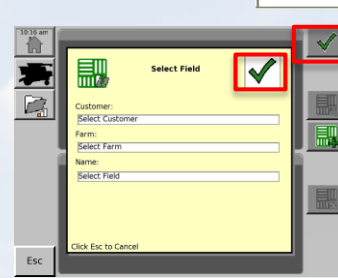 10:16 am
Select Field
Customer:
Select Customer
Farm:
Select Farm
Name:
Select Field
Click Esc to Cancel
Esc